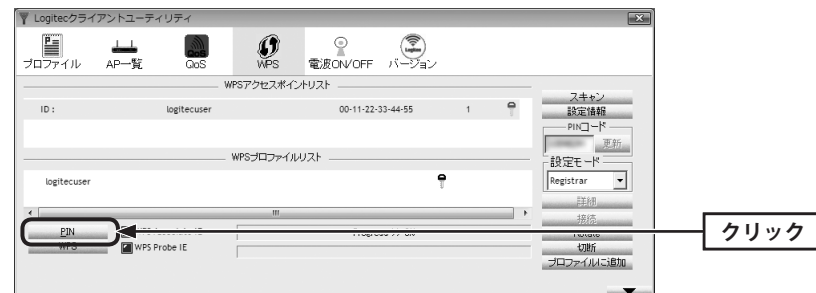 Logitecクライアントユーティリティ
プロファイル AP一覧 QoS WPS 電波ON/OFF バージョン
WPSアクセスポイントリスト
ID : logitecuser 00-11-22-33-44-55 1
スキャン
設定情報
PINコード
更新
WPSプロファイルリスト
設定モード
logitecuser
Registrar
詳細
接続
PIN
クリック
WPS WPS Probe IE
切断
プロファイルに追加